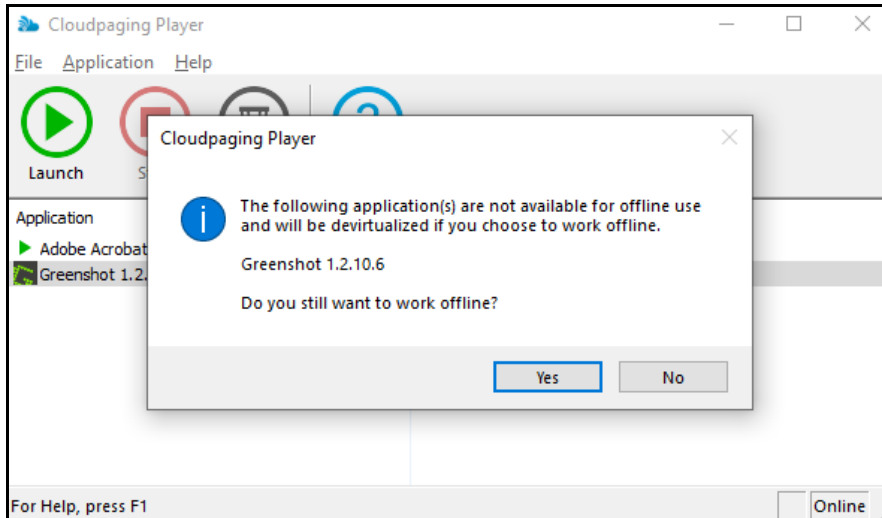 Cloudpaging Player
File Application Help
Launch
Cloudpaging Player
The following application(s) are not available for offline use
and will be devirtualized if you choose to work offline.
Greenshot 1.2.10.6
Do you still want to work offline?
Yes No
Application
Adobe Acrobat
Greenshot 1.2.
For Help, press F1
Online